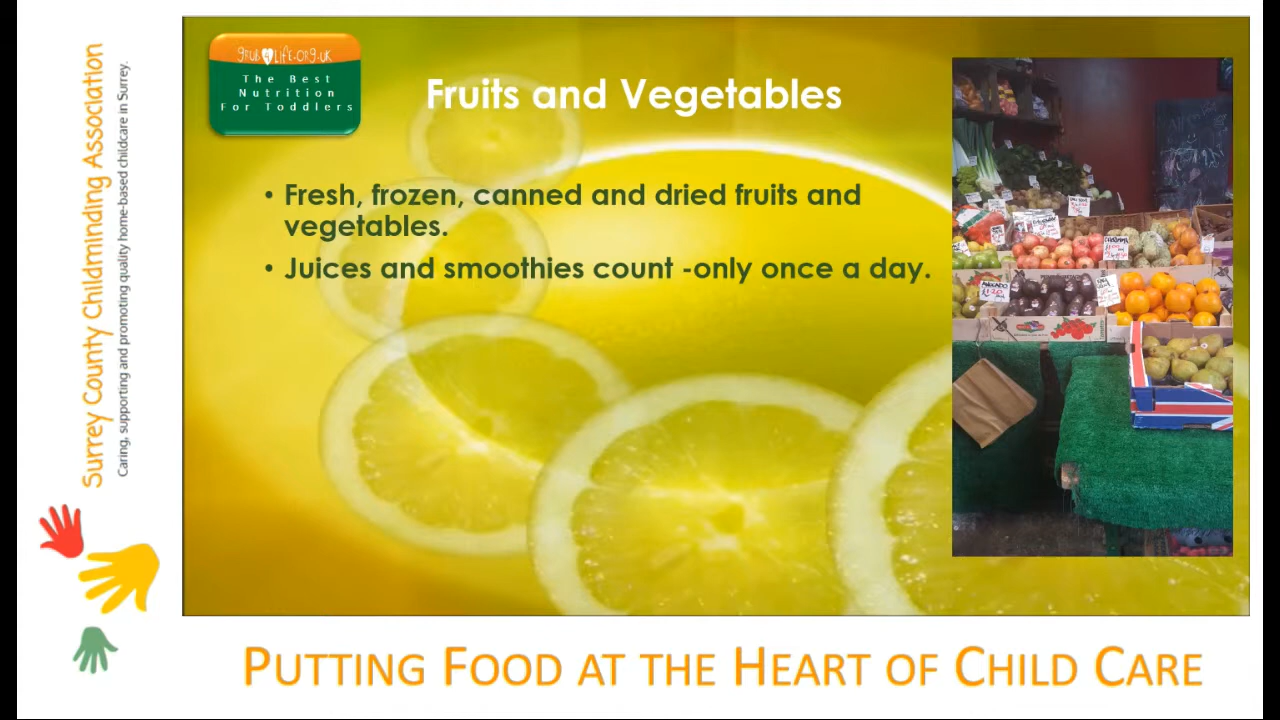 grub4life.org.uk
The Best
Nutrition
For Toddlers
Fruits and Vegetables
• Fresh, frozen, canned and dried fruits and
vegetables.
• Juices and smoothies count -only once a day.
AVOCADO
Surrey County Childminding Association
Caring, supporting and promoting quality home-based childcare in Surrey.
PUTTING FOOD AT THE HEART OF CHILD CARE